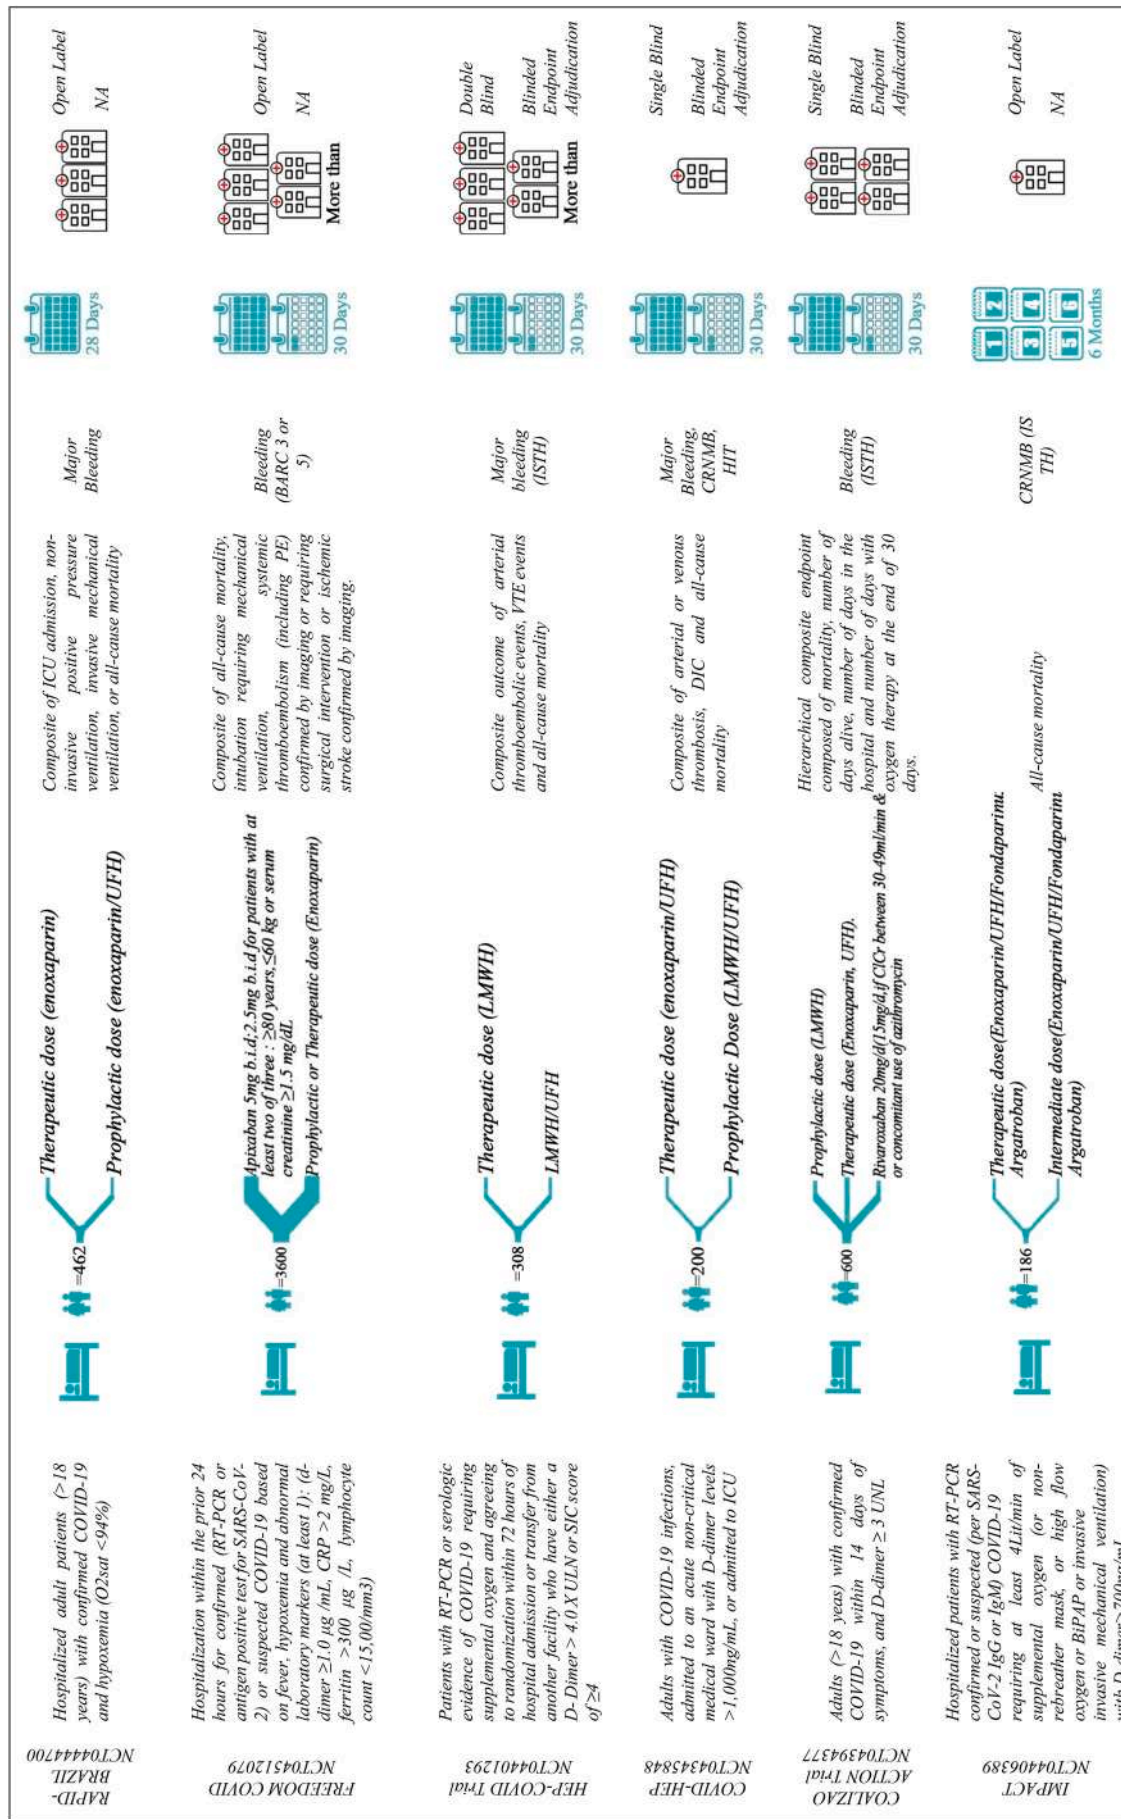 RAPID-
BRAZIL
NCT04444700
Hospitalized adult patients (>18
years) with confirmed COVID-19
and hypoxemia (O2sat <94%)
=462
Therapeutic dose (enoxaparin)
Prophylactic dose (enoxaparin/UFH)
Composite of ICU admission, non-
invasive positive pressure
ventilation, invasive mechanical
ventilation, or all-cause mortality
Major
Bleeding
28 Days
Open Label
NA
FREEDOM COVID
NCT04512079
Hospitalization within the prior 24
hours for confirmed (RT-PCR or
antigen positive test for SARS-CoV-
2) or suspected COVID-19 based
on fever, hypoxemia and abnormal
laboratory markers (at least 1): (d-
dimer ≥1.0 µg /mL, CRP >2 mg/L,
ferritin >300 µg /L, lymphocyte
count <15,00/mm3)
=3600
Apixaban 5mg b.i.d;2.5mg b.i.d for patients with at
least two of three : ≥80 years,≤60 kg or serum
creatinine ≥1.5 mg/dL
Prophylactic or Therapeutic dose (Enoxaparin)
Composite of all-cause mortality,
intubation requiring mechanical
ventilation, systemic
thromboembolism (including PE)
confirmed by imaging or requiring
surgical intervention or ischemic
stroke confirmed by imaging.
Bleeding
(BARC 3 or
5)
30 Days
More than
Open Label
NA
HEP-COVID Trial
NCT04401293
Patients with RT-PCR or serologic
evidence of COVID-19 requiring
supplemental oxygen and agreeing
to randomization within 72 hours of
hospital admission or transfer from
another facility who have either a
D- Dimer > 4.0 X ULN or SIC score
of ≥4
=308
Therapeutic dose (LMWH)
LMWH/UFH
Composite outcome of arterial
thromboembolic events, VTE events
and all-cause mortality
Major
bleeding
(ISTH)
30 Days
More than
Double
Blind
Blinded
Endpoint
Adjudication
COVID-HEP
NCT04345848
Adults with COVID-19 infections,
admitted to an acute non-critical
medical ward with D-dimer levels
>1,000ng/mL, or admitted to ICU
=200
Therapeutic dose (enoxaparin/UFH)
Prophylactic Dose (LMWH/UFH)
Composite of arterial or venous
thrombosis, DIC and all-cause
mortality
Major
Bleeding,
CRNMB,
HIT
30 Days
Single Blind
Blinded
Endpoint
Adjudication
COALIZAO
ACTION Trial
NCT04394377
Adults (>18 yeas) with confirmed
COVID-19 within 14 days of
symptoms, and D-dimer ≥ 3 UNL
=600
Prophylactic dose (LMWH)
Therapeutic dose (Enoxaparin, UFH).
Rivaroxaban 20mg/d(15mg/d,if ClCr between 30-49ml/min &
or concomitant use of azithromycin
Hierarchical composite endpoint
composed of mortality, number of
days alive, number of days in the
hospital and number of days with
oxygen therapy at the end of 30
days.
Bleeding
(ISTH)
30 Days
Single Blind
Blinded
Endpoint
Adjudication
IMPACT
NCT04406389
Hospitalized patients with RT-PCR
confirmed or suspected (per SARS-
CoV-2 IgG or IgM) COVID-19
requiring at least 4Lit/min of
supplemental oxygen (or non-
rebreather mask, or high flow
oxygen or BiPAP or invasive
invasive mechanical ventilation)
with D-dimer>700ng/mL
=186
Therapeutic dose(Enoxaparin/UFH/Fondaparinu:
Argatroban)
Intermediate dose(Enoxaparin/UFH/Fondaparinu
Argatroban)
All-cause mortality
CRNMB (IS
TH)
1 2
3 4
5 6
6 Months
Open Label
NA